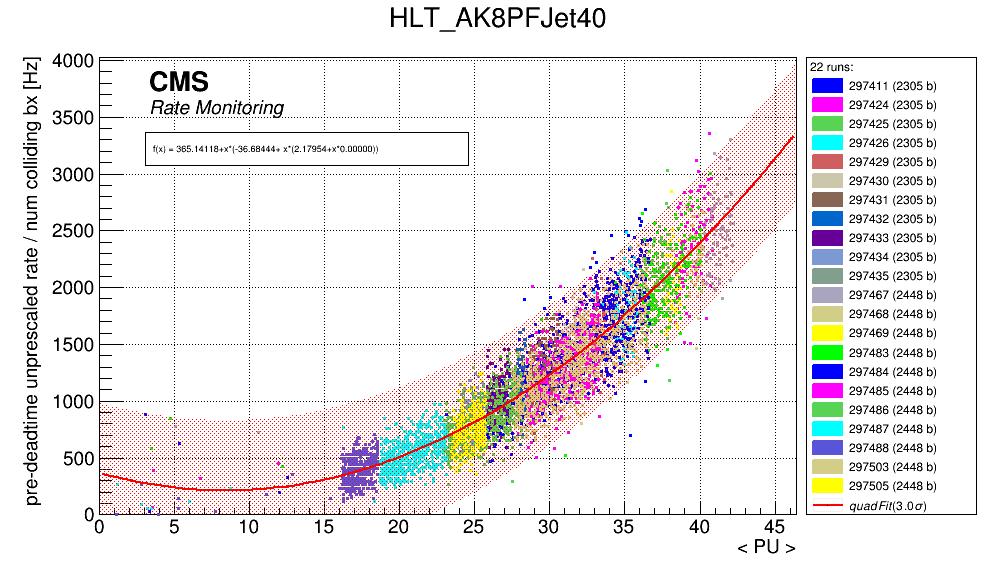 HLT_AK8PFJet40
pre-deadtime unprescaled rate / num colliding bx [Hz]
4000
3500
3000
2500
2000
1500
1000
500
0
CMS
Rate Monitoring
f(x) = 365.14118+x*(-36.68444+ x*(2.17954+x*0.00000))
0 5 10 15 20 25 30 35 40 45
< PU >
22 runs:
297411 (2305 b)
297424 (2305 b)
297425 (2305 b)
297426 (2305 b)
297429 (2305 b)
297430 (2305 b)
297431 (2305 b)
297432 (2305 b)
297433 (2305 b)
297434 (2305 b)
297435 (2305 b)
297467 (2448 b)
297468 (2448 b)
297469 (2448 b)
297483 (2448 b)
297484 (2448 b)
297485 (2448 b)
297486 (2448 b)
297487 (2448 b)
297488 (2448 b)
297503 (2448 b)
297505 (2448 b)
quadFit(3.0σ)